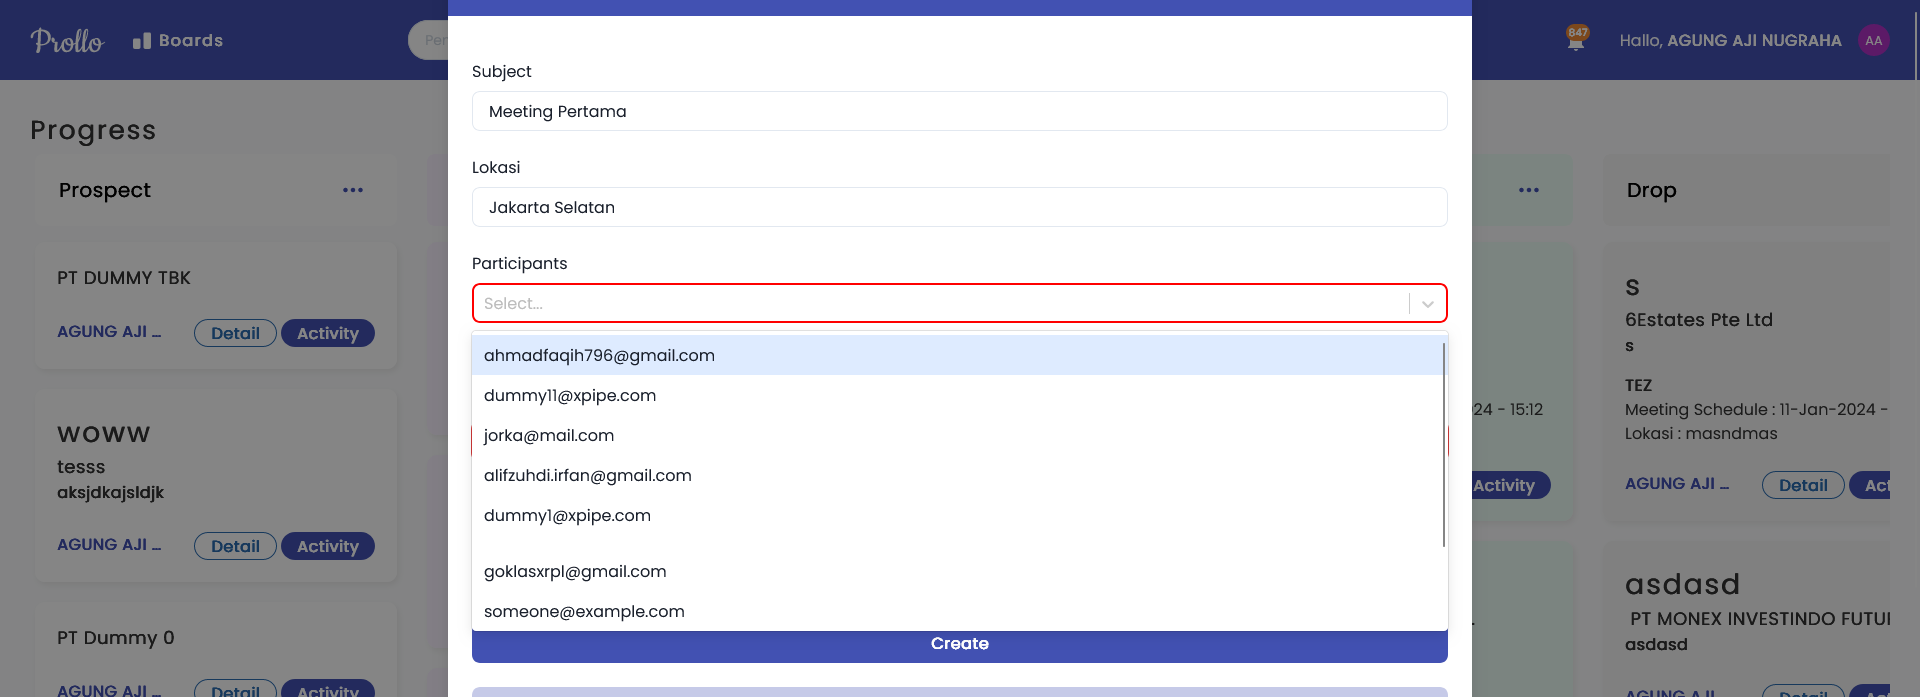 Prollo
Boards
Per
847
Hallo, AGUNG AJI NUGRAHA
AA
Progress
Prospect
...
PT DUMMY TBK
AGUNG AJI _
Detail
Activity
WOWW
tesss
aksjdkajsldjk
AGUNG AJI _
Detail
Activity
PT Dummy 0
AGUNG AJI _
Detail
Activity
Subject
Meeting Pertama
Lokasi
Jakarta Selatan
Participants
Select...
ahmadfaqih796@gmail.com
dummy11@xpipe.com
jorka@mail.com
alifzuhdi.irfan@gmail.com
dummy1@xpipe.com
goklasxrpl@gmail.com
someone@example.com
Create
...
24 - 15:12
Activity
Drop
S
6Estates Pte Ltd
s
TEZ
Meeting Schedule : 11-Jan-2024 -
Lokasi : masndmas
AGUNG AJI _
Detail
Act
asdasd
PT MONEX INVESTINDO FUTU
asdasd
AGUNG AJI _
Detail
Act